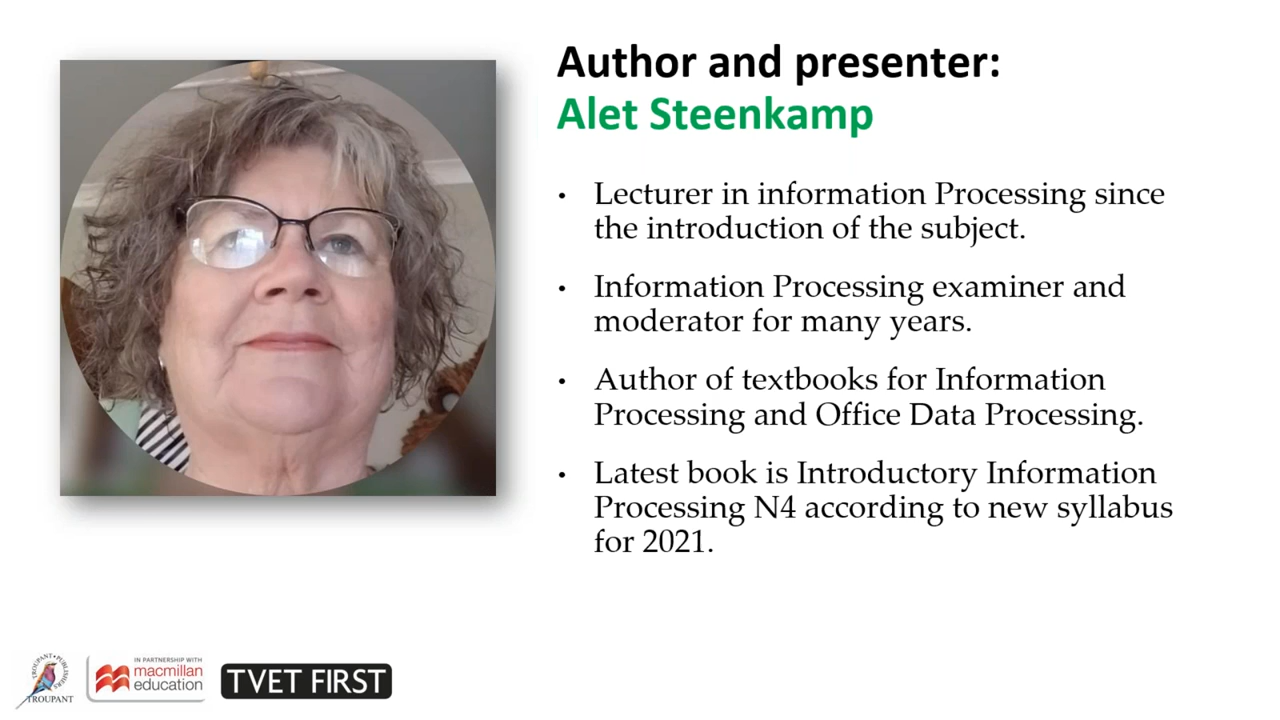 Author and presenter:
Alet Steenkamp
• Lecturer in information Processing since
the introduction of the subject.
• Information Processing examiner and
moderator for many years.
• Author of textbooks for Information
Processing and Office Data Processing.
• Latest book is Introductory Information
Processing N4 according to new syllabus
for 2021.
TROUPANT • PUBLISHERS
TROUPANT
IN PARTNERSHIP WITH
macmillan
education
TVET FIRST